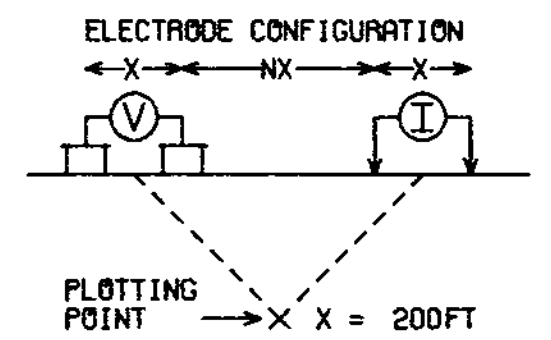 ELECTRODE CONFIGURATION
X NX X
V I
PLOTTING
POINT X = 200FT